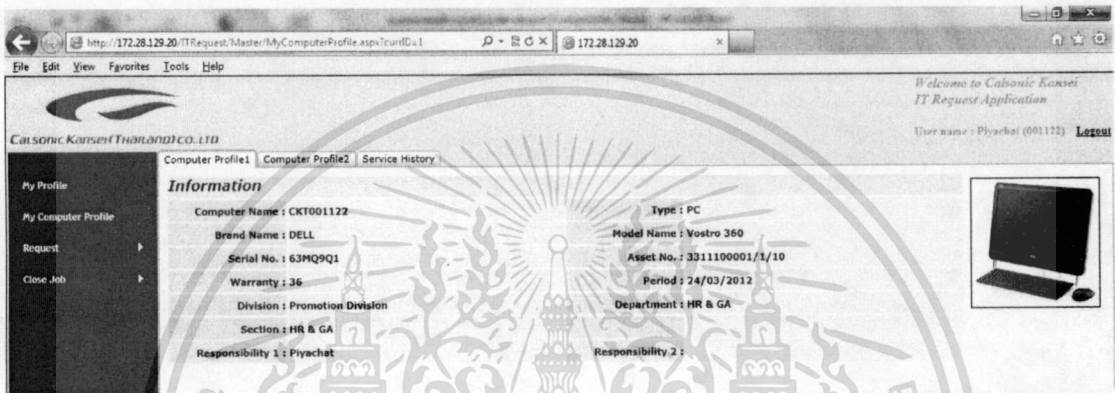 http://172.28.129.20/ITRequest/Master/MyComputerProfile.aspx?currID=1
172.28.129.20
File Edit View Favorites Tools Help
Welcome to Calsonic Kansei
IT Request Application
CALSONIC KANSEI (THAILAND) CO.,LTD
User name : Piyachat (001122) Logout
Computer Profile1 Computer Profile2 Service History
My Profile
My Computer Profile
Request
Close Job
Information
Computer Name : CKT001122 Type : PC
Brand Name : DELL Model Name : Vostro 360
Serial No. : 63MQ9Q1 Asset No. : 3311100001/1/10
Warranty : 36 Period : 24/03/2012
Division : Promotion Division Department : HR & GA
Section : HR & GA
Responsibility 1 : Piyachat Responsibility 2 :